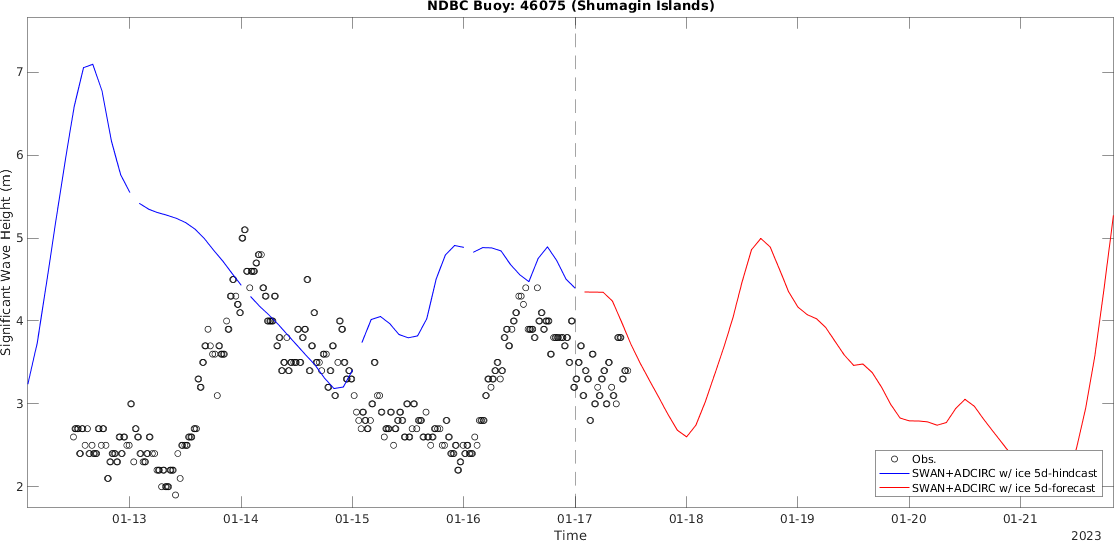 NDBC Buoy: 46075 (Shumagin Islands)
Significant Wave Height (m)
7
6
5
4
3
2
Obs.
SWAN+ADCIRC w/ ice 5d-hindcast
SWAN+ADCIRC w/ ice 5d-forecast
01-13 01-14 01-15 01-16 01-17 01-18 01-19 01-20 01-21
Time
2023